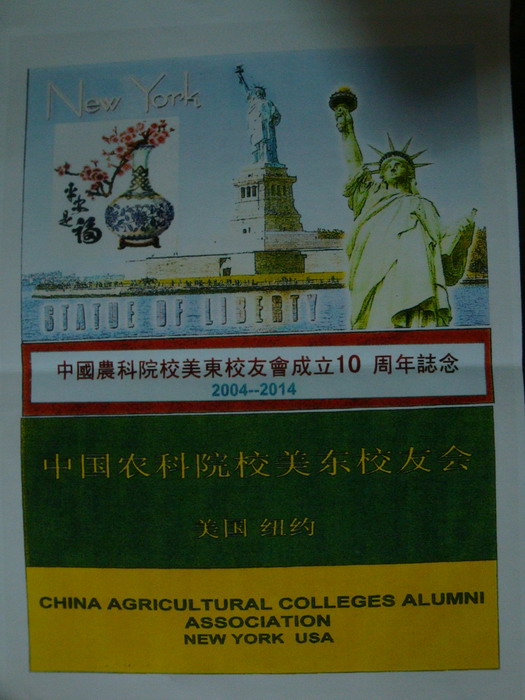 New York
福
STATUE OF LIBERTY
中國農科院校美東校友會成立10 周年誌念
2004--2014
中国农科院校美东校友会
美国 纽约
CHINA AGRICULTURAL COLLEGES ALUMNI
ASSOCIATION
NEW YORK USA